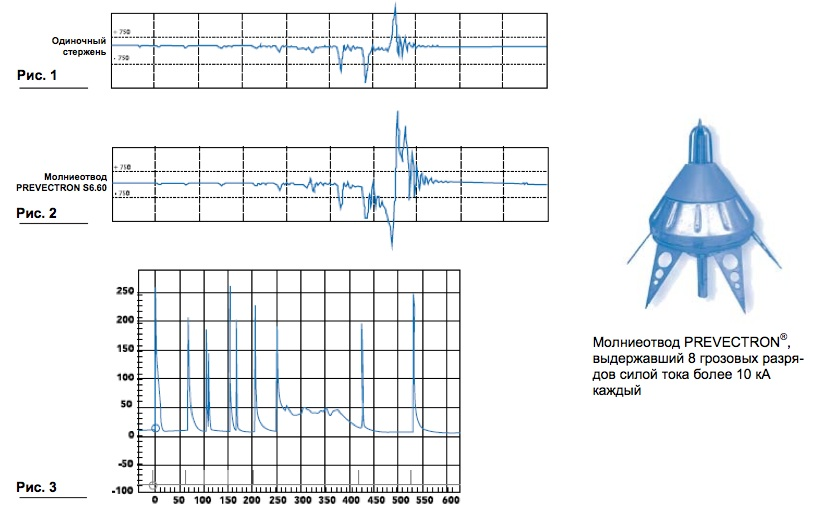 Одиночный
стержень
Рис. 1
+ 750
- 750
Молниеотвод
PREVECTRON S6.60
Рис. 2
+ 750
- 750
Рис. 3
250
200
150
100
50
0
-50
-100
0 50 100 150 200 250 300 350 400 450 500 550 600
Молниеотвод PREVECTRON®,
выдержавший 8 грозовых разря-
дов силой тока более 10 кА
каждый